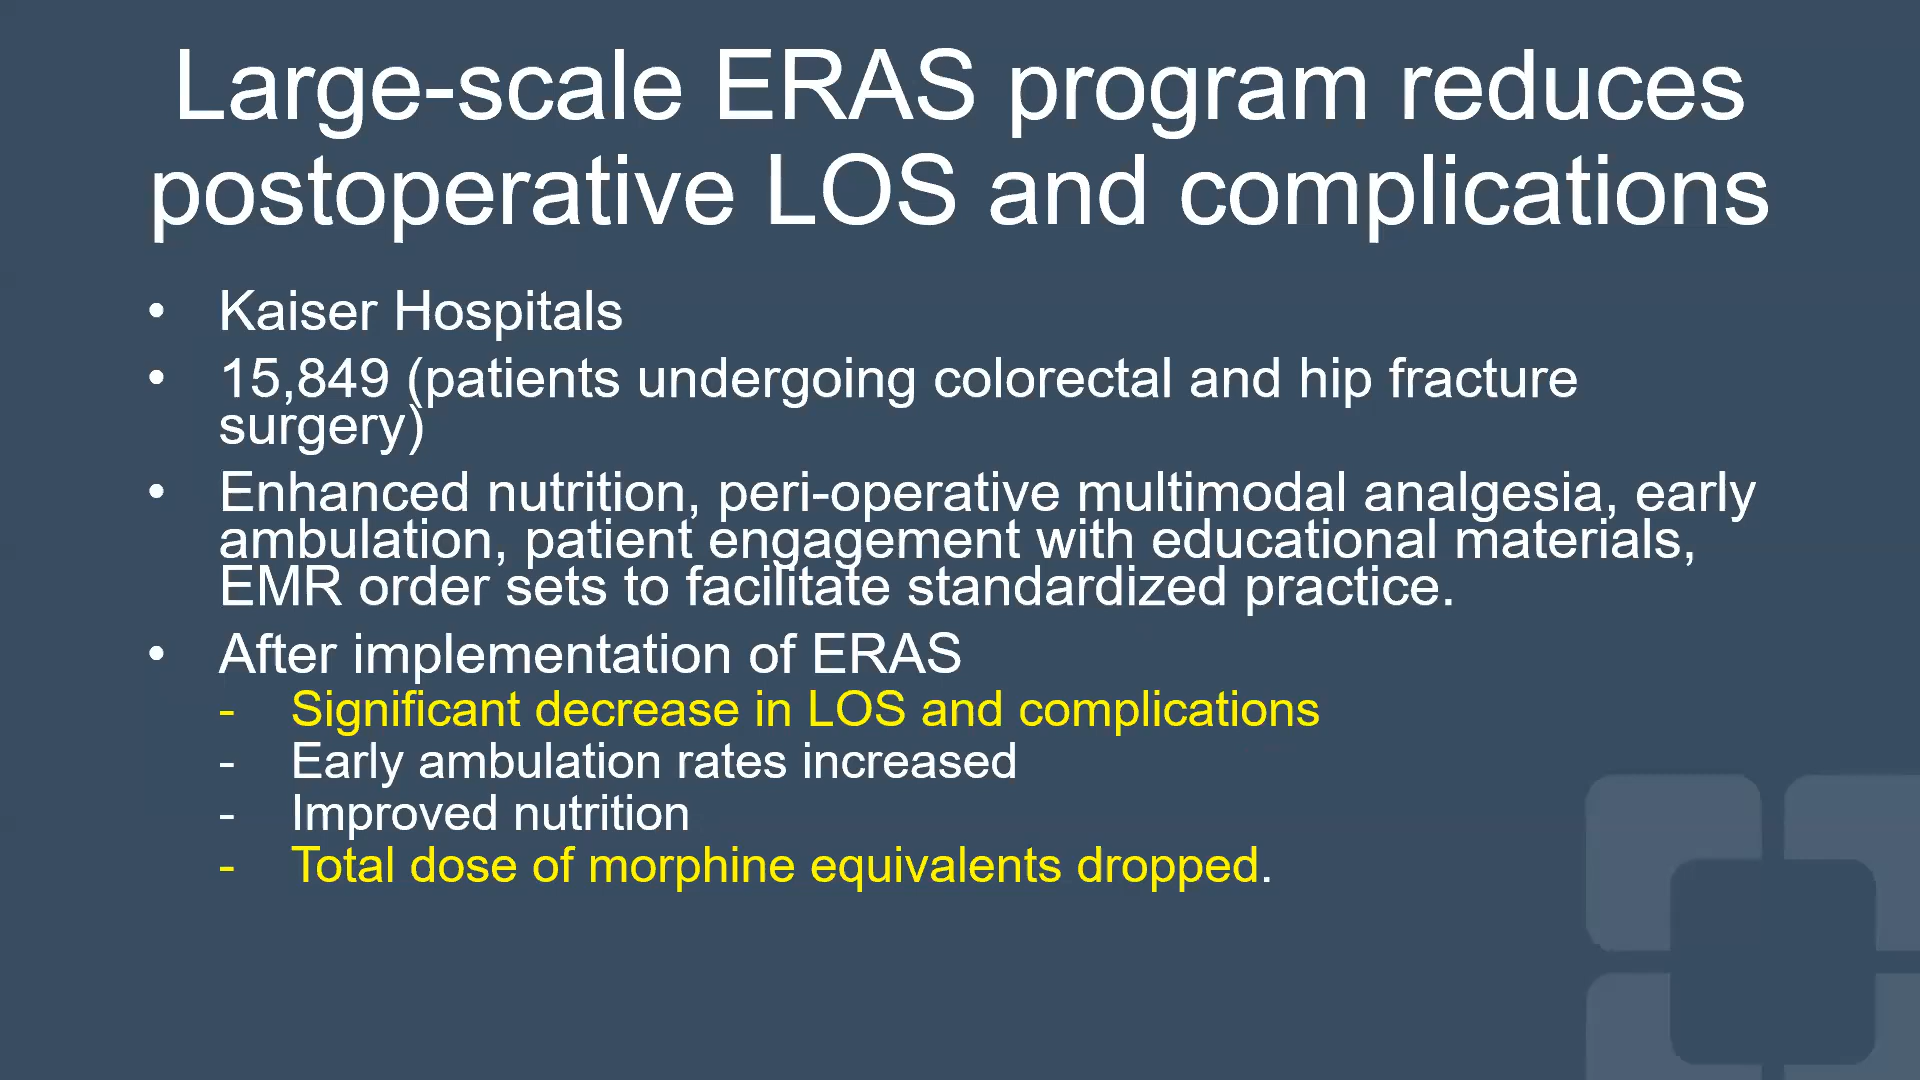 Large-scale ERAS program reduces
postoperative LOS and complications
• Kaiser Hospitals
• 15,849 (patients undergoing colorectal and hip fracture
surgery)
• Enhanced nutrition, peri-operative multimodal analgesia, early
ambulation, patient engagement with educational materials,
EMR order sets to facilitate standardized practice.
• After implementation of ERAS
- Significant decrease in LOS and complications
- Early ambulation rates increased
- Improved nutrition
- Total dose of morphine equivalents dropped.